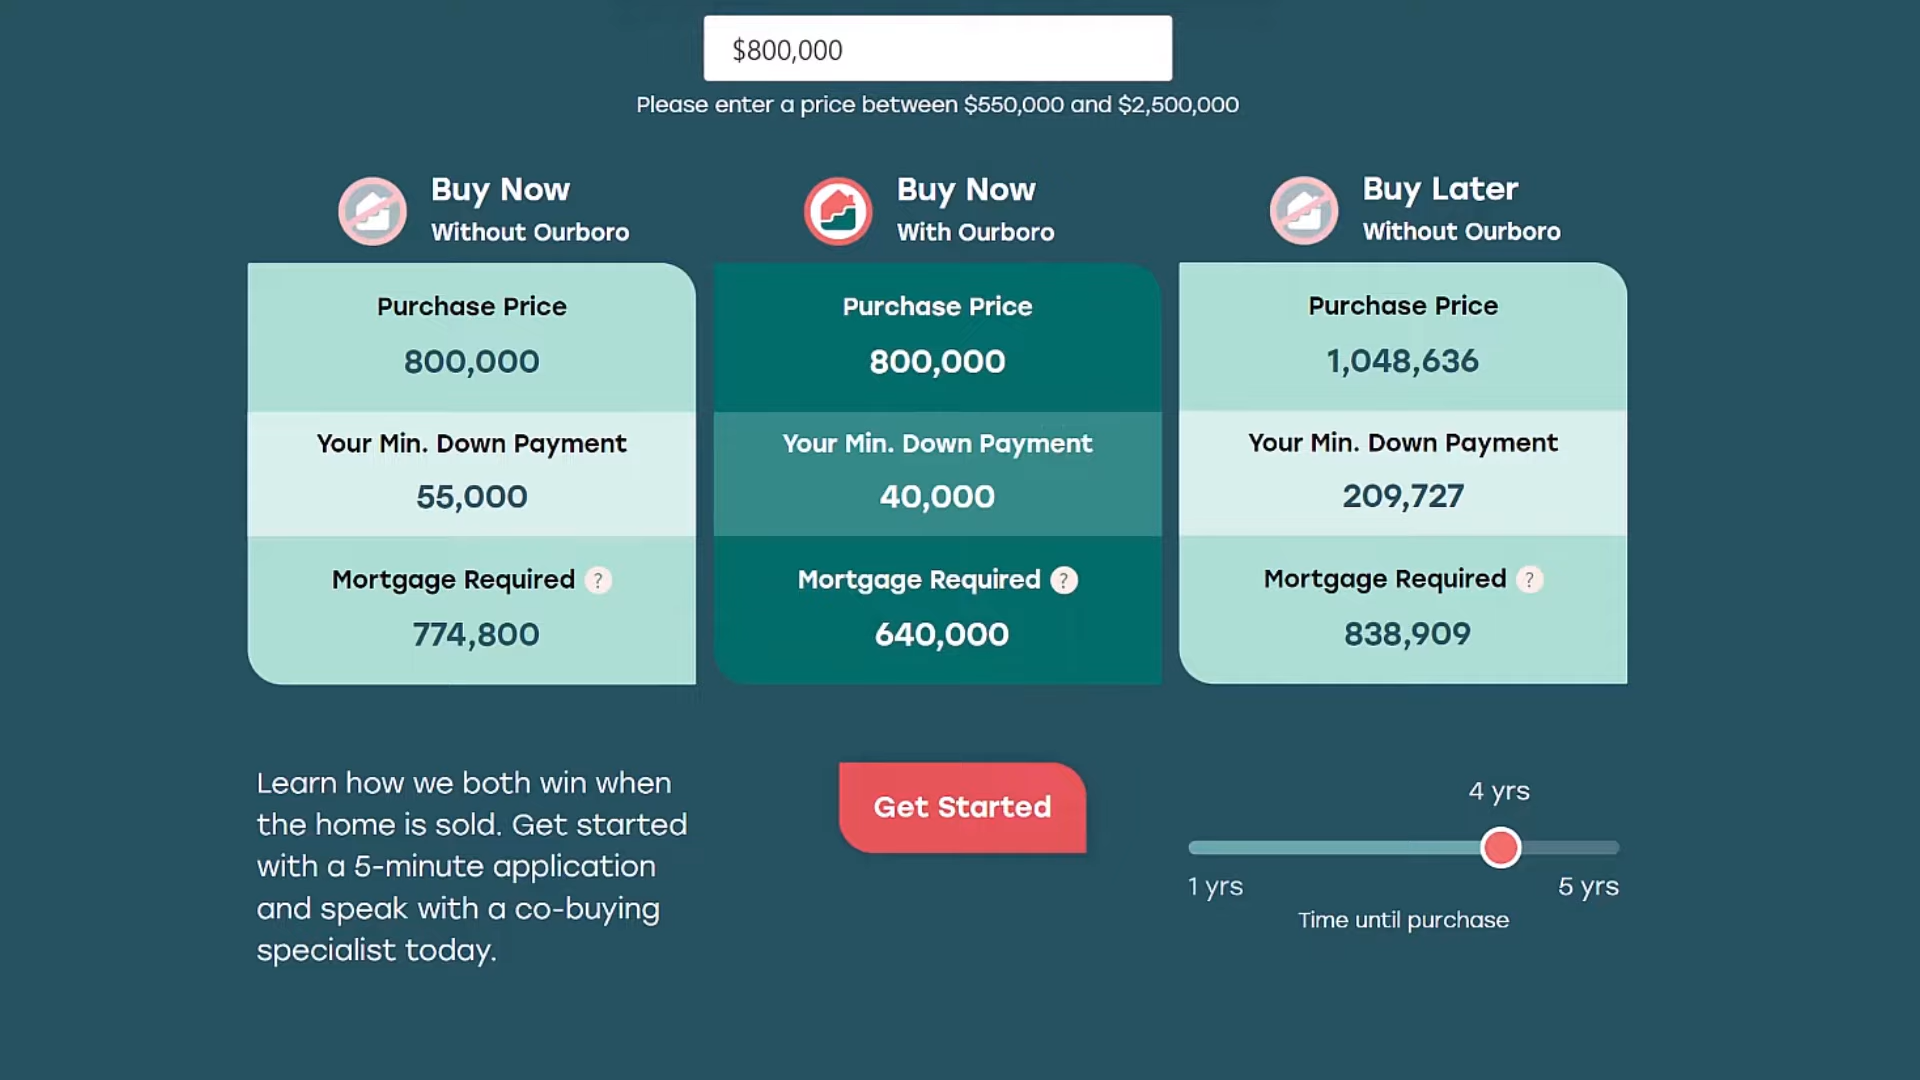 $800,000
Please enter a price between $550,000 and $2,500,000
Buy Now
Without Ourboro
Purchase Price
800,000
Your Min. Down Payment
55,000
Mortgage Required ?
774,800
Buy Now
With Ourboro
Purchase Price
800,000
Your Min. Down Payment
40,000
Mortgage Required ?
640,000
Buy Later
Without Ourboro
Purchase Price
1,048,636
Your Min. Down Payment
209,727
Mortgage Required ?
838,909
Learn how we both win when
the home is sold. Get started
with a 5-minute application
and speak with a co-buying
specialist today.
Get Started
4 yrs
1 yrs
5 yrs
Time until purchase